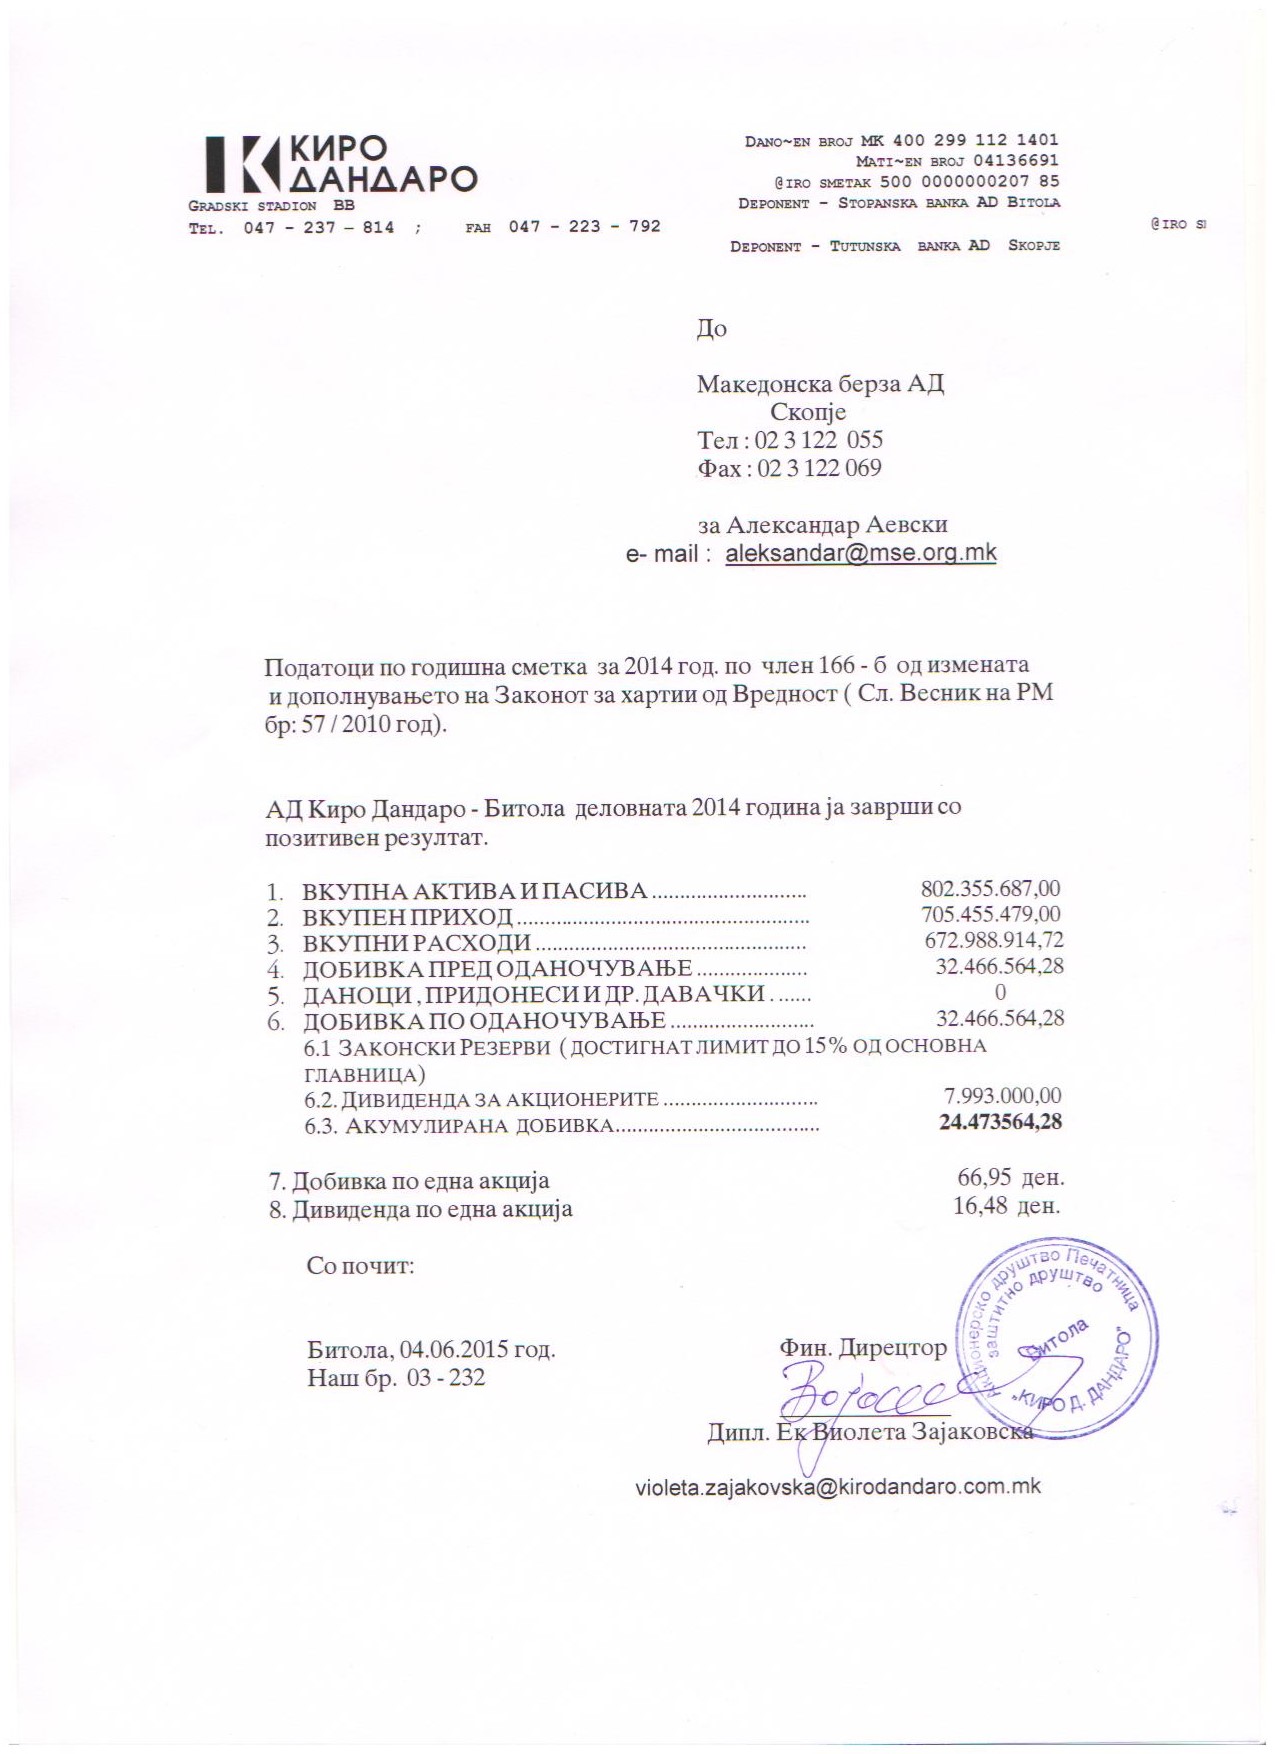 КИРО
ДАНДАРО
GRADSKI STADION BB
TEL. 047 – 237 – 814 ; FAH 047 – 223 – 792
DANO~EN BROJ MK 400 299 112 1401
MATI~EN BROJ 04136691
@IRO SMETAK 500 0000000207 85
DEPONENT – STOPANSKA BANKA AD BITOLA
@IRO S
DEPONENT – TUTUNSKA BANKA AD SKOPJE
До
Македонска берза АД
Скопје
Тел : 02 3 122 055
Фах : 02 3 122 069
за Александар Аевски
e- mail : aleksandar@mse.org.mk
Податоци по годишна сметка за 2014 год. по член 166 - б од измената
и дополнувањето на Законот за хартии од Вредност ( Сл. Весник на РМ
бр: 57 / 2010 год).
АД Киро Дандаро - Битола деловната 2014 година ја заврши со
позитивен резултат.
1. ВКУПНА АКТИВА И ПАСИВА ............................ 802.355.687,00
2. ВКУПЕН ПРИХОД .................................................... 705.455.479,00
3. ВКУПНИ РАСХОДИ ................................................ 672.988.914,72
4. ДОБИВКА ПРЕД ОДАНОЧУВАЊЕ .................... 32.466.564,28
5. ДАНОЦИ , ПРИДОНЕСИ И ДР. ДАВАЧКИ . ...... 0
6. ДОБИВКА ПО ОДАНОЧУВАЊЕ .......................... 32.466.564,28
6.1 ЗАКОНСКИ РЕЗЕРВИ ( ДОСТИГНАТ ЛИМИТ ДО 15% ОД ОСНОВНА
ГЛАВНИЦА)
6.2. ДИВИДЕНДА ЗА АКЦИОНЕРИТЕ ............................ 7.993.000,00
6.3. АКУМУЛИРАНА ДОБИВКА.................................... 24.473564,28
7. Добивка по една акција 66,95 ден.
8. Дивиденда по една акција 16,48 ден.
Со почит:
Битола, 04.06.2015 год. Фин. Дирецтор
Наш бр. 03 - 232
Дипл. Ек Виолета Зајаковска
violeta.zajakovska@kirodandaro.com.mk
Акционерско друштво Печатница
заштитно друштво
Битола
„КИРО Д. ДАНДАРО"